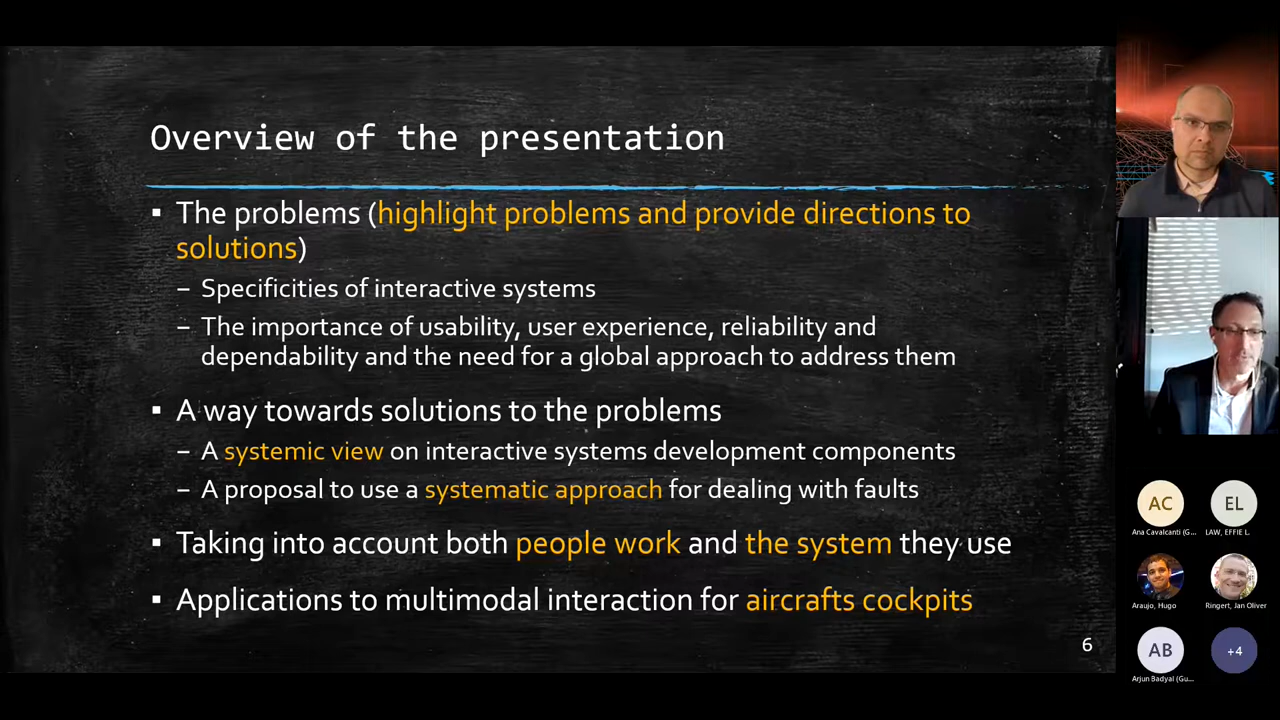 Overview of the presentation
▪ The problems (highlight problems and provide directions to
solutions)
– Specificities of interactive systems
– The importance of usability, user experience, reliability and
dependability and the need for a global approach to address them
▪ A way towards solutions to the problems
– A systemic view on interactive systems development components
– A proposal to use a systematic approach for dealing with faults
▪ Taking into account both people work and the system they use
▪ Applications to multimodal interaction for aircrafts cockpits
6
AC
EL
Ana Cavalcanti (G...
LAW, EFFIE L.
Araujo, Hugo
Ringert, Jan Oliver
AB
+4
Arjun Badyal (Gu...